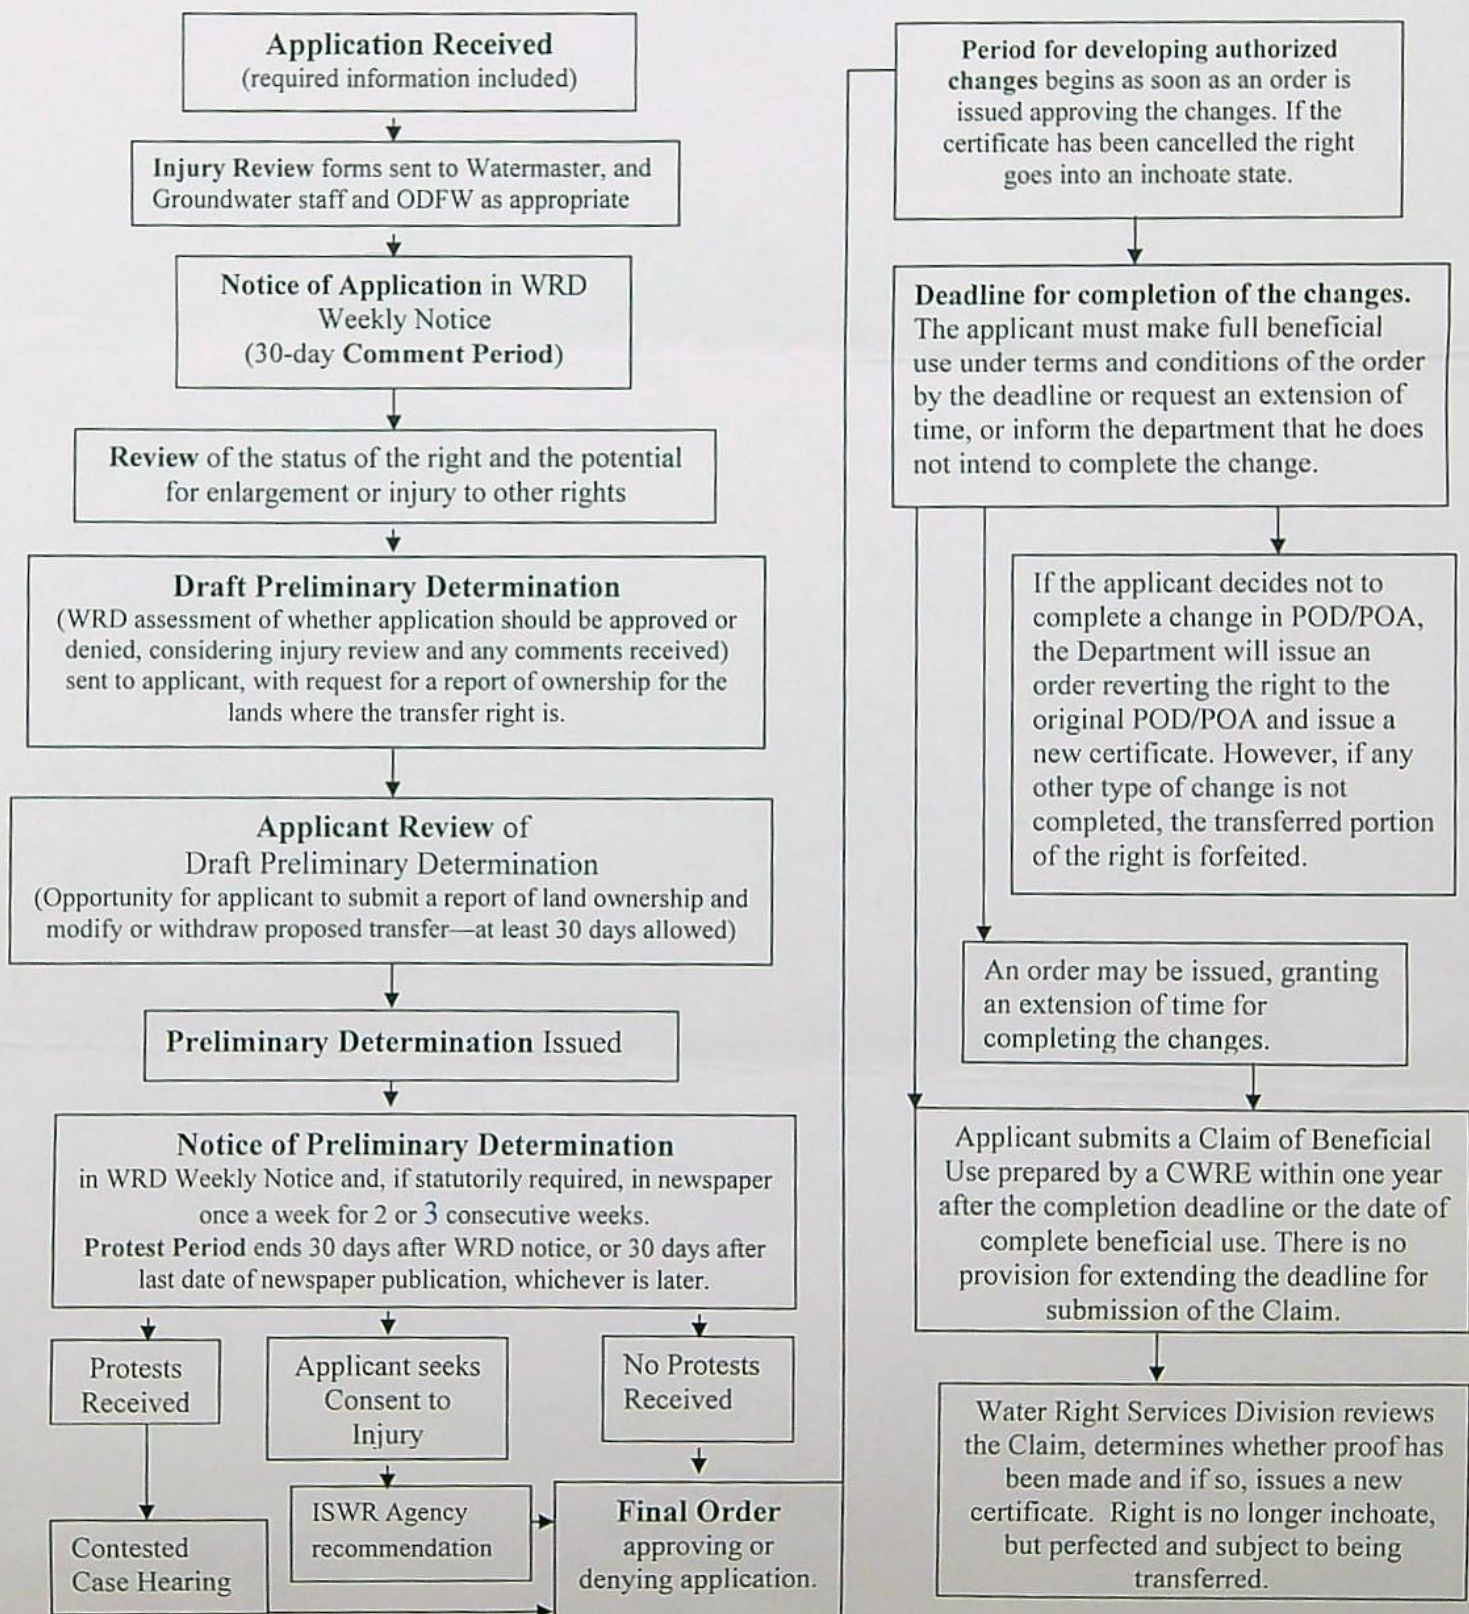 Application Received
(required information included)
Injury Review forms sent to Watermaster, and
Groundwater staff and ODFW as appropriate
Notice of Application in WRD
Weekly Notice
(30-day Comment Period)
Review of the status of the right and the potential
for enlargement or injury to other rights
Draft Preliminary Determination
(WRD assessment of whether application should be approved or
denied, considering injury review and any comments received)
sent to applicant, with request for a report of ownership for the
lands where the transfer right is.
Applicant Review of
Draft Preliminary Determination
(Opportunity for applicant to submit a report of land ownership and
modify or withdraw proposed transfer—at least 30 days allowed)
Preliminary Determination Issued
Notice of Preliminary Determination
in WRD Weekly Notice and, if statutorily required, in newspaper
once a week for 2 or 3 consecutive weeks.
Protest Period ends 30 days after WRD notice, or 30 days after
last date of newspaper publication, whichever is later.
Protests
Received
Applicant seeks
Consent to
Injury
No Protests
Received
Contested
Case Hearing
ISWR Agency
recommendation
Final Order
approving or
denying application.
Period for developing authorized
changes begins as soon as an order is
issued approving the changes. If the
certificate has been cancelled the right
goes into an inchoate state.
Deadline for completion of the changes.
The applicant must make full beneficial
use under terms and conditions of the order
by the deadline or request an extension of
time, or inform the department that he does
not intend to complete the change.
If the applicant decides not to
complete a change in POD/POA,
the Department will issue an
order reverting the right to the
original POD/POA and issue a
new certificate. However, if any
other type of change is not
completed, the transferred portion
of the right is forfeited.
An order may be issued, granting
an extension of time for
completing the changes.
Applicant submits a Claim of Beneficial
Use prepared by a CWRE within one year
after the completion deadline or the date of
complete beneficial use. There is no
provision for extending the deadline for
submission of the Claim.
Water Right Services Division reviews
the Claim, determines whether proof has
been made and if so, issues a new
certificate. Right is no longer inchoate,
but perfected and subject to being
transferred.